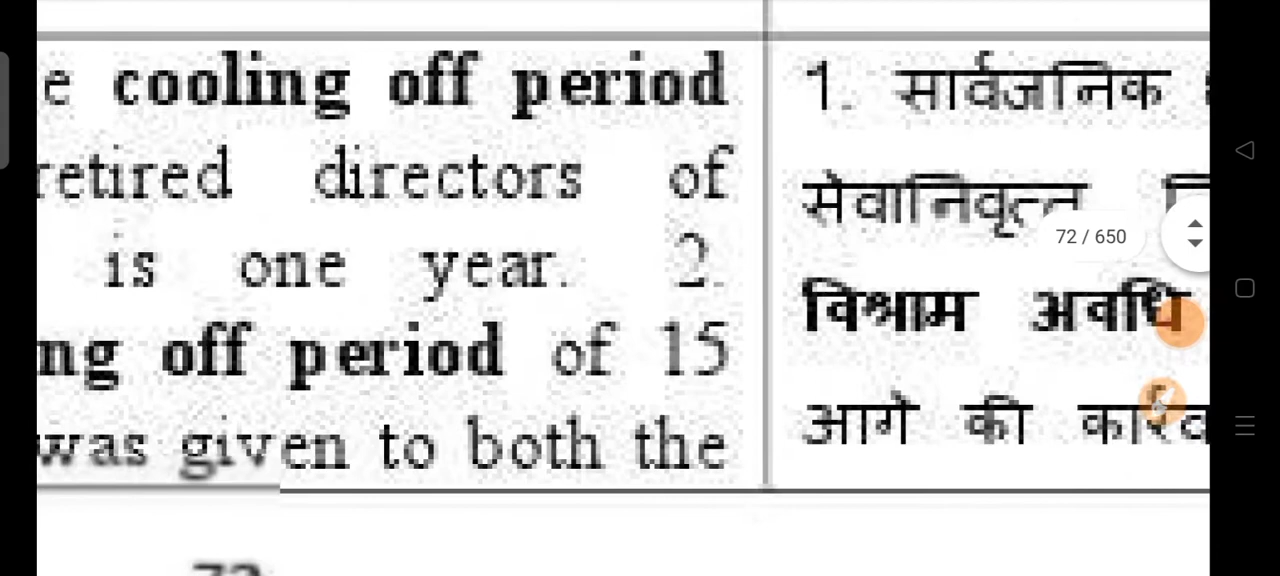 e cooling off period
retired directors of
is one year. 2.
ng off period of 15
was given to both the
1. सार्वजनिक
सेवानिवृत्त
विश्राम अवधि
आगे की
72 / 650